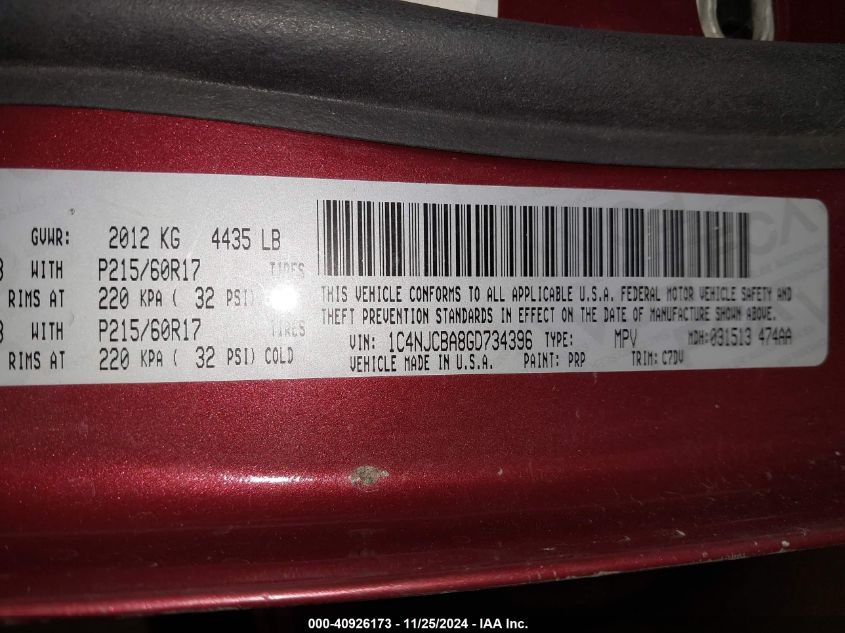 GVWR: 2012 KG 4435 LB
WITH P215/60R17 TIRES
RIMS AT 220 KPA ( 32 PSI) COLD
WITH P215/60R17 TIRES
RIMS AT 220 KPA ( 32 PSI) COLD
THIS VEHICLE CONFORMS TO ALL APPLICABLE U.S.A. FEDERAL MOTOR VEHICLE SAFETY AND
THEFT PREVENTION STANDARDS IN EFFECT ON THE DATE OF MANUFACTURE SHOWN ABOVE.
VIN: 1C4NJCBA8GD734396 TYPE: MPV MDH:031513 474AA
VEHICLE MADE IN U.S.A. PAINT: PRP TRIM: C7DV
000-40926173 - 11/25/2024 - IAA Inc.